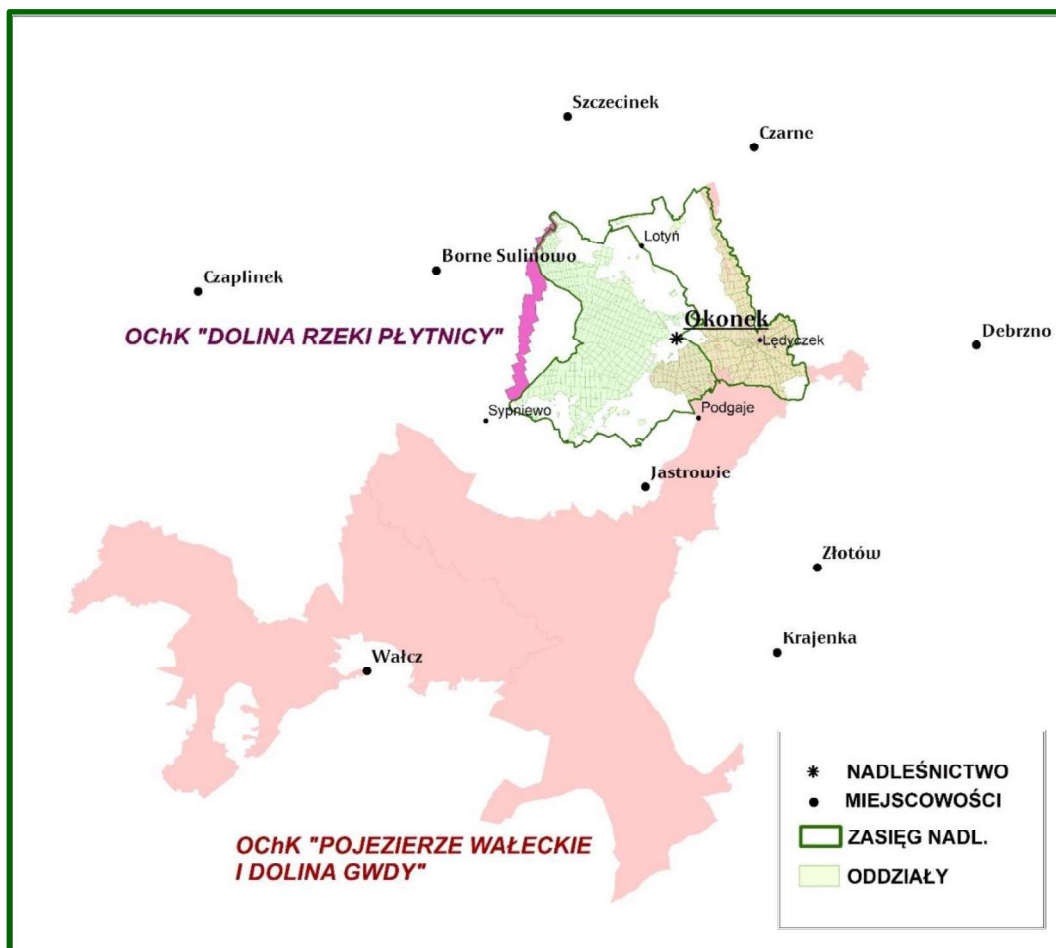 Szczecinek
Czarne
Lotyń
Borne Sulinowo
Czaplinek
Okonek
OChK "DOLINA RZEKI PŁYTNICY"
Lędyczek
Debrzno
Sypniewo
Podgaje
Jastrowie
Złotów
Krajenka
Wałcz
NADLEŚNICTWO
MIEJSCOWOŚCI
ZASIĘG NADL.
ODDZIAŁY
OChK "POJEZIERZE WAŁECKIE
I DOLINA GWDY"